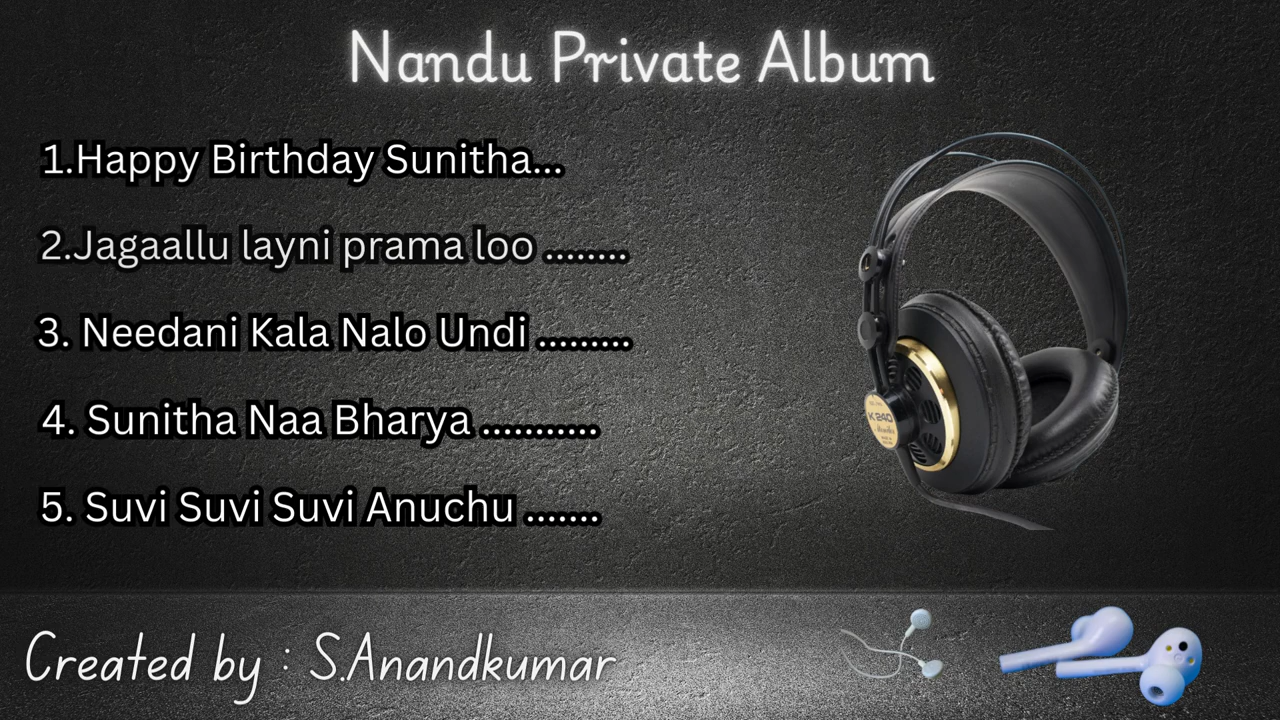 Nandu Private Album
1.Happy Birthday Sunitha...
2.Jagaallu layni prama loo ........
3. Needani Kala Nalo Undi .........
4. Sunitha Naa Bharya ...........
5. Suvi Suvi Suvi Anuchu .......
K 240
Created by : S.Anandkumar